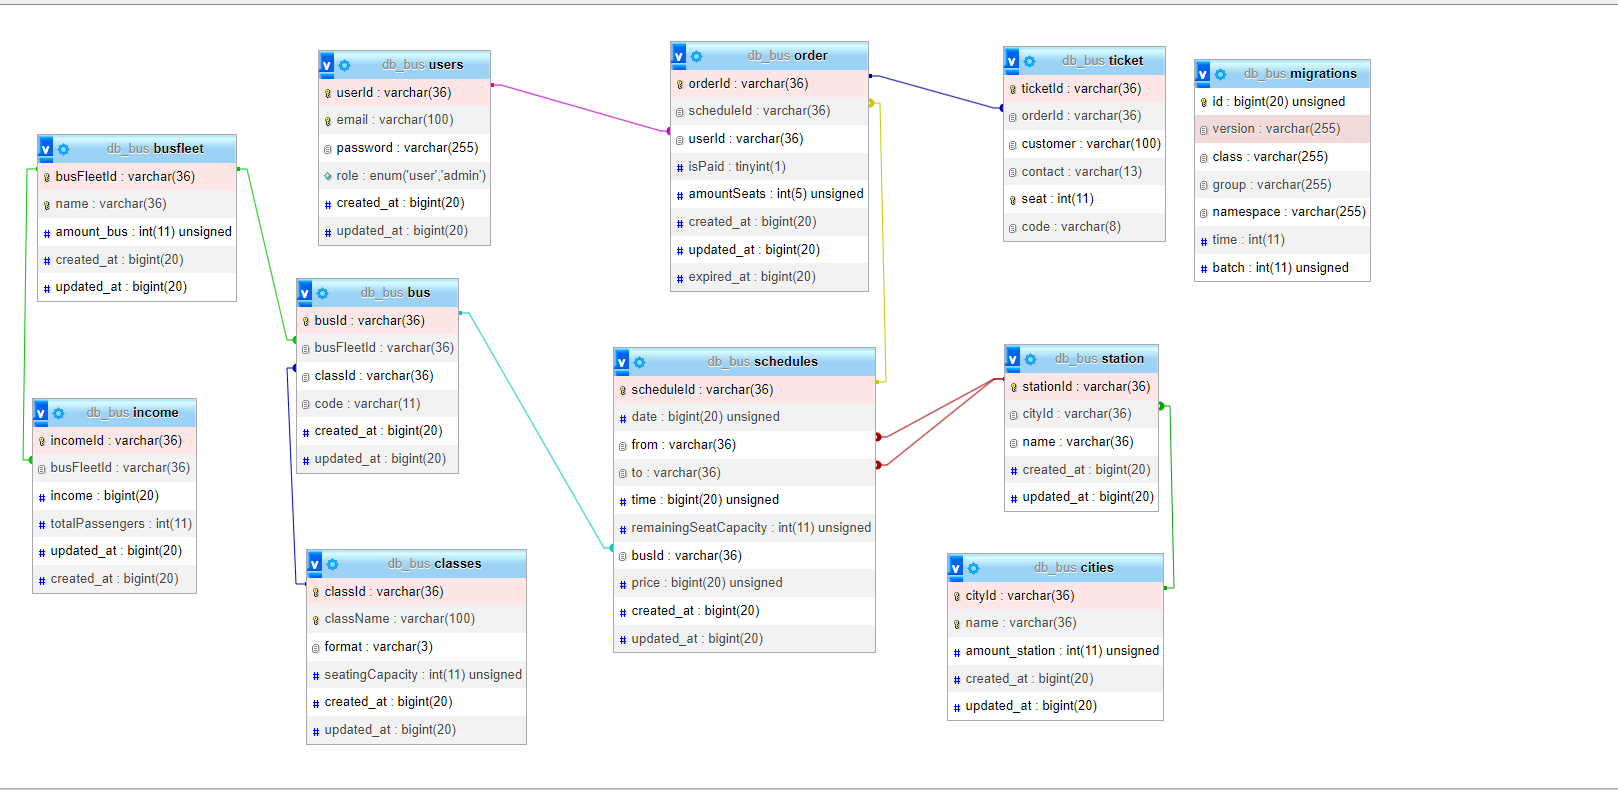 v db_bus users
userId : varchar(36)
email : varchar(100)
password : varchar(255)
role : enum('user','admin')
# created_at : bigint(20)
# updated_at : bigint(20)
v db_bus order
orderId : varchar(36)
scheduleId : varchar(36)
userId : varchar(36)
# isPaid : tinyint(1)
# amountSeats : int(5) unsigned
# created_at : bigint(20)
# updated_at : bigint(20)
# expired_at : bigint(20)
v db_bus ticket
ticketId : varchar(36)
orderId : varchar(36)
customer : varchar(100)
contact : varchar(13)
seat : int(11)
code : varchar(8)
v db_bus migrations
id : bigint(20) unsigned
version : varchar(255)
class : varchar(255)
group : varchar(255)
namespace : varchar(255)
# time : int(11)
# batch : int(11) unsigned
v db_bus busfleet
busFleetId : varchar(36)
name : varchar(36)
# amount_bus : int(11) unsigned
# created_at : bigint(20)
# updated_at : bigint(20)
v db_bus bus
busId : varchar(36)
busFleetId : varchar(36)
classId : varchar(36)
code : varchar(11)
# created_at : bigint(20)
# updated_at : bigint(20)
v db_bus schedules
scheduleId : varchar(36)
# date : bigint(20) unsigned
from : varchar(36)
to : varchar(36)
# time : bigint(20) unsigned
# remainingSeatCapacity : int(11) unsigned
busId : varchar(36)
# price : bigint(20) unsigned
# created_at : bigint(20)
# updated_at : bigint(20)
v db_bus station
stationId : varchar(36)
cityId : varchar(36)
name : varchar(36)
# created_at : bigint(20)
# updated_at : bigint(20)
v db_bus income
incomeId : varchar(36)
busFleetId : varchar(36)
# income : bigint(20)
# totalPassengers : int(11)
# updated_at : bigint(20)
# created_at : bigint(20)
v db_bus classes
classId : varchar(36)
className : varchar(100)
format : varchar(3)
# seatingCapacity : int(11) unsigned
# created_at : bigint(20)
# updated_at : bigint(20)
v db_bus cities
cityId : varchar(36)
name : varchar(36)
# amount_station : int(11) unsigned
# created_at : bigint(20)
# updated_at : bigint(20)